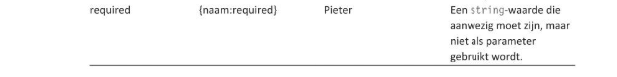 required {naam:required} Pieter Een string-waarde die
aanwezig moet zijn, maar
niet als parameter
gebruikt wordt.